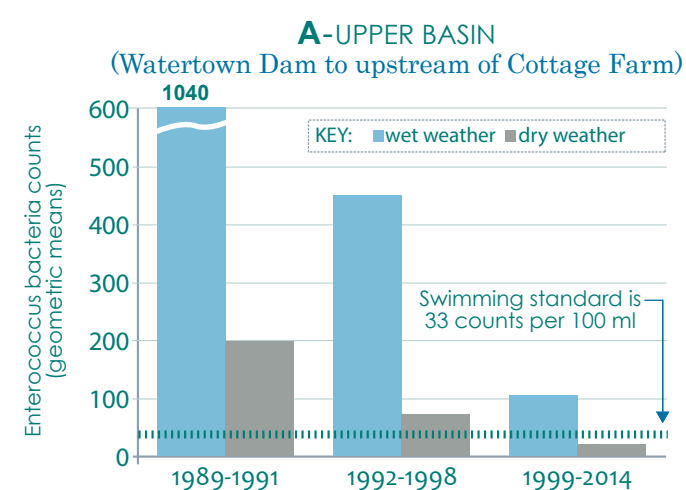 A-UPPER BASIN
(Watertown Dam to upstream of Cottage Farm)
1040
KEY: wet weather dry weather
Enterococcus bacteria counts
(geometric means)
600
500
400
300
200
100
0
Swimming standard is
33 counts per 100 ml
1989-1991 1992-1998 1999-2014